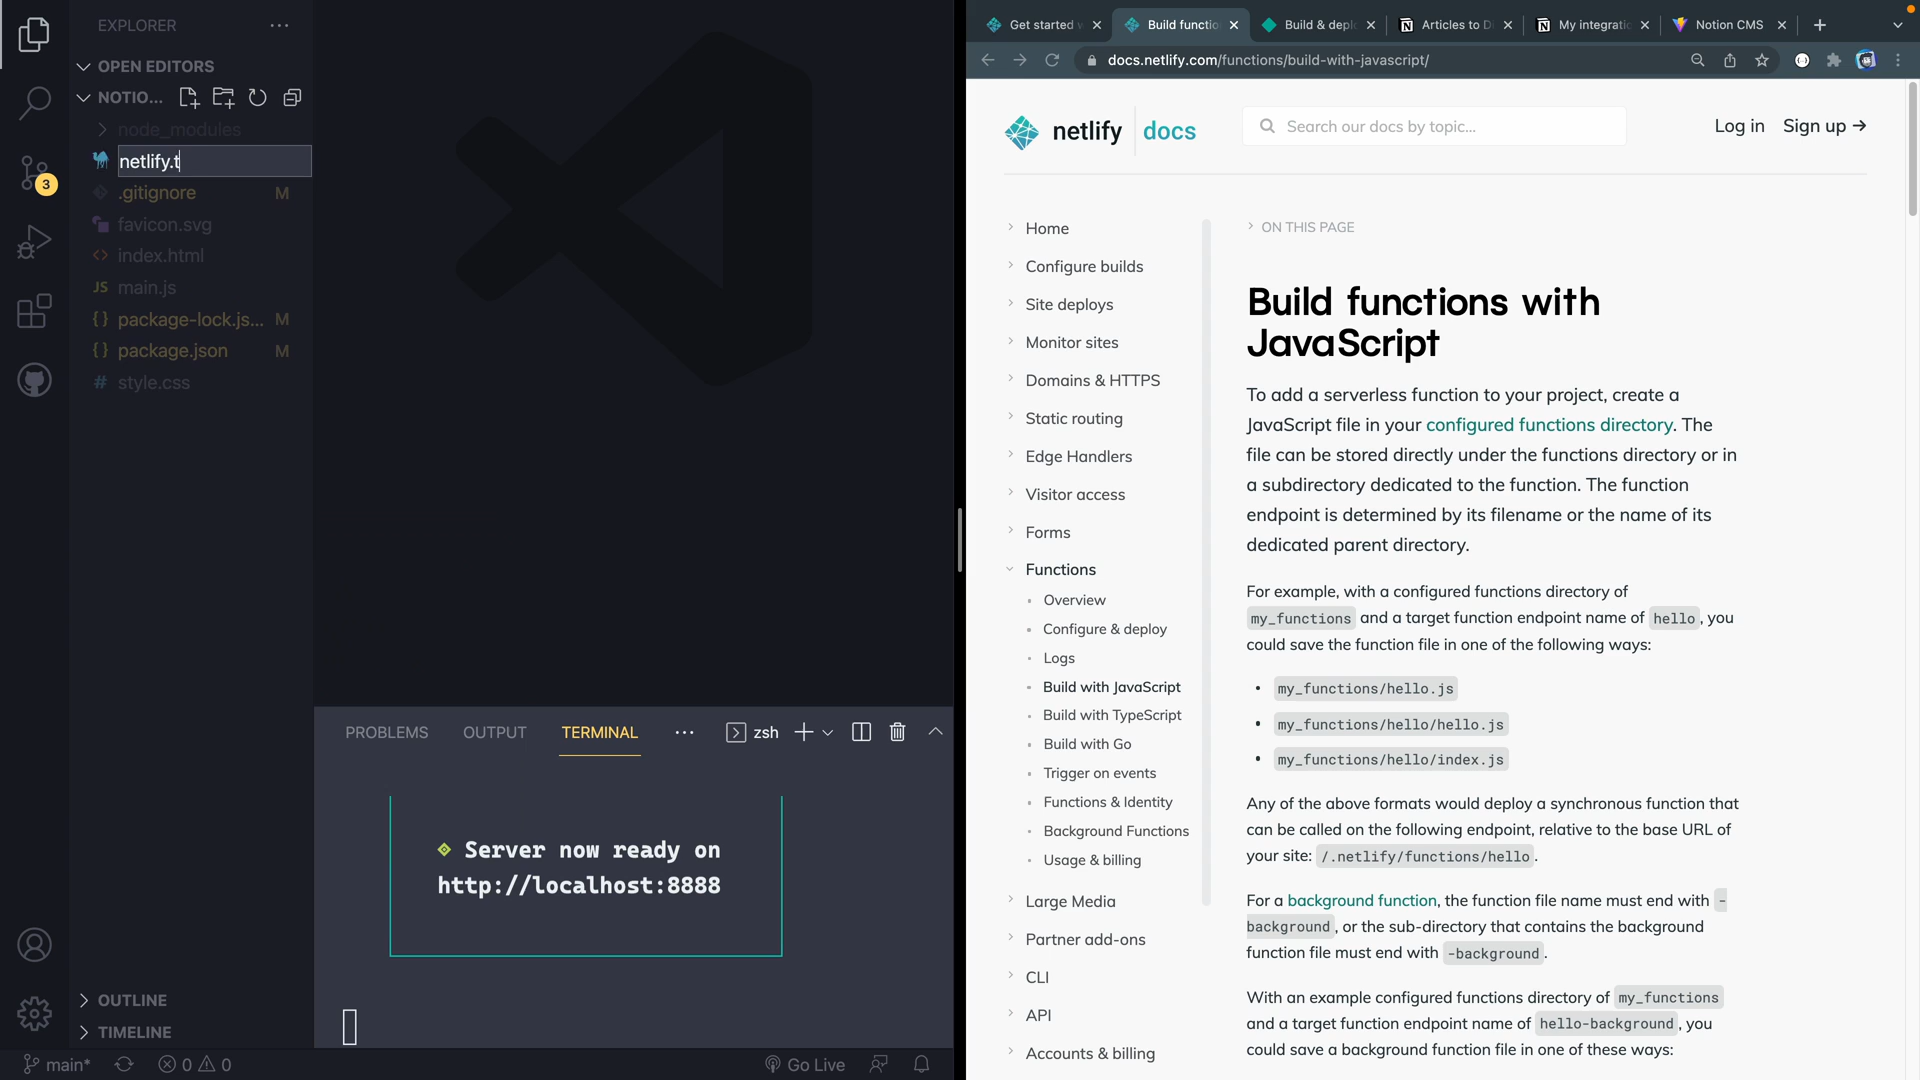 EXPLORER
OPEN EDITORS
NOTIO...
node_modules
netlify.t
.gitignore M
favicon.svg
<> index.html
JS main.js
{} package-lock.js... M
{} package.json M
# style.css
3
OUTLINE
TIMELINE
main*
0 0
Go Live
PROBLEMS OUTPUT TERMINAL ... zsh
Server now ready on
http://localhost:8888
Get started w
Build functio
Build & depl
Articles to D
My integratio
Notion CMS
docs.netlify.com/functions/build-with-javascript/
netlify docs
Search our docs by topic...
Log in Sign up →
Home
Configure builds
Site deploys
Monitor sites
Domains & HTTPS
Static routing
Edge Handlers
Visitor access
Forms
Functions
Overview
Configure & deploy
Logs
Build with JavaScript
Build with TypeScript
Build with Go
Trigger on events
Functions & Identity
Background Functions
Usage & billing
Large Media
Partner add-ons
CLI
API
Accounts & billing
ON THIS PAGE
Build functions with
JavaScript
To add a serverless function to your project, create a
JavaScript file in your configured functions directory. The
file can be stored directly under the functions directory or in
a subdirectory dedicated to the function. The function
endpoint is determined by its filename or the name of its
dedicated parent directory.
For example, with a configured functions directory of
my_functions and a target function endpoint name of hello, you
could save the function file in one of the following ways:
• my_functions/hello.js
• my_functions/hello/hello.js
• my_functions/hello/index.js
Any of the above formats would deploy a synchronous function that
can be called on the following endpoint, relative to the base URL of
your site: /.netlify/functions/hello.
For a background function, the function file name must end with -
background, or the sub-directory that contains the background
function file must end with -background.
With an example configured functions directory of my_functions
and a target function endpoint name of hello-background, you
could save a background function file in one of these ways: